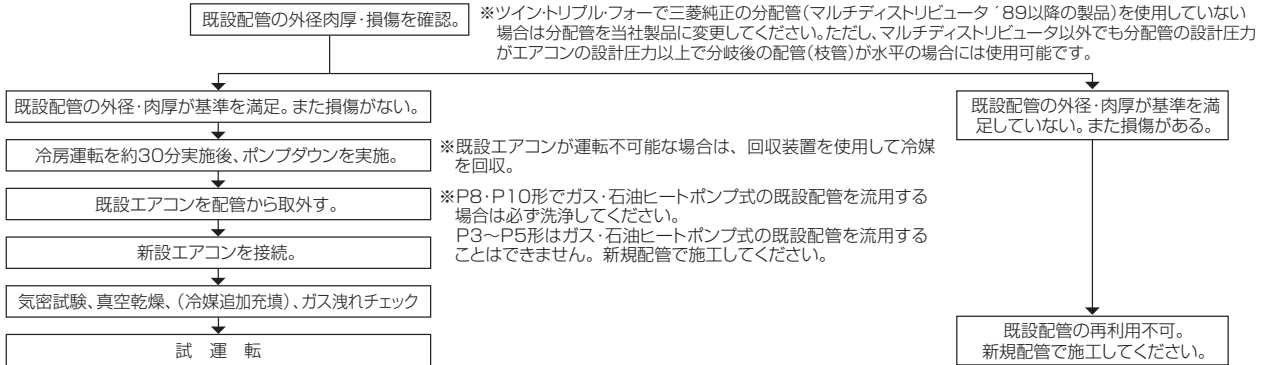 既設配管の外径肉厚・損傷を確認。
※ツイン・トリプル・フォーで三菱純正の分配管(マルチディストリビュータ ´89以降の製品)を使用していない
場合は分配管を当社製品に変更してください。ただし、マルチディストリビュータ以外でも分配管の設計圧力
がエアコンの設計圧力以上で分岐後の配管(枝管)が水平の場合には使用可能です。
既設配管の外径・肉厚が基準を満足。また損傷がない。
冷房運転を約30分実施後、ポンプダウンを実施。
※既設エアコンが運転不可能な場合は、回収装置を使用して冷媒
を回収。
既設エアコンを配管から取外す。
※P8・P10形でガス・石油ヒートポンプ式の既設配管を流用する
場合は必ず洗浄してください。
P3〜P5形はガス・石油ヒートポンプ式の既設配管を流用する
ことはできません。新規配管で施工してください。
新設エアコンを接続。
気密試験、真空乾燥、(冷媒追加充填)、ガス洩れチェック
試 運 転
既設配管の外径・肉厚が基準を満
足していない。また損傷がある。
既設配管の再利用不可。
新規配管で施工してください。